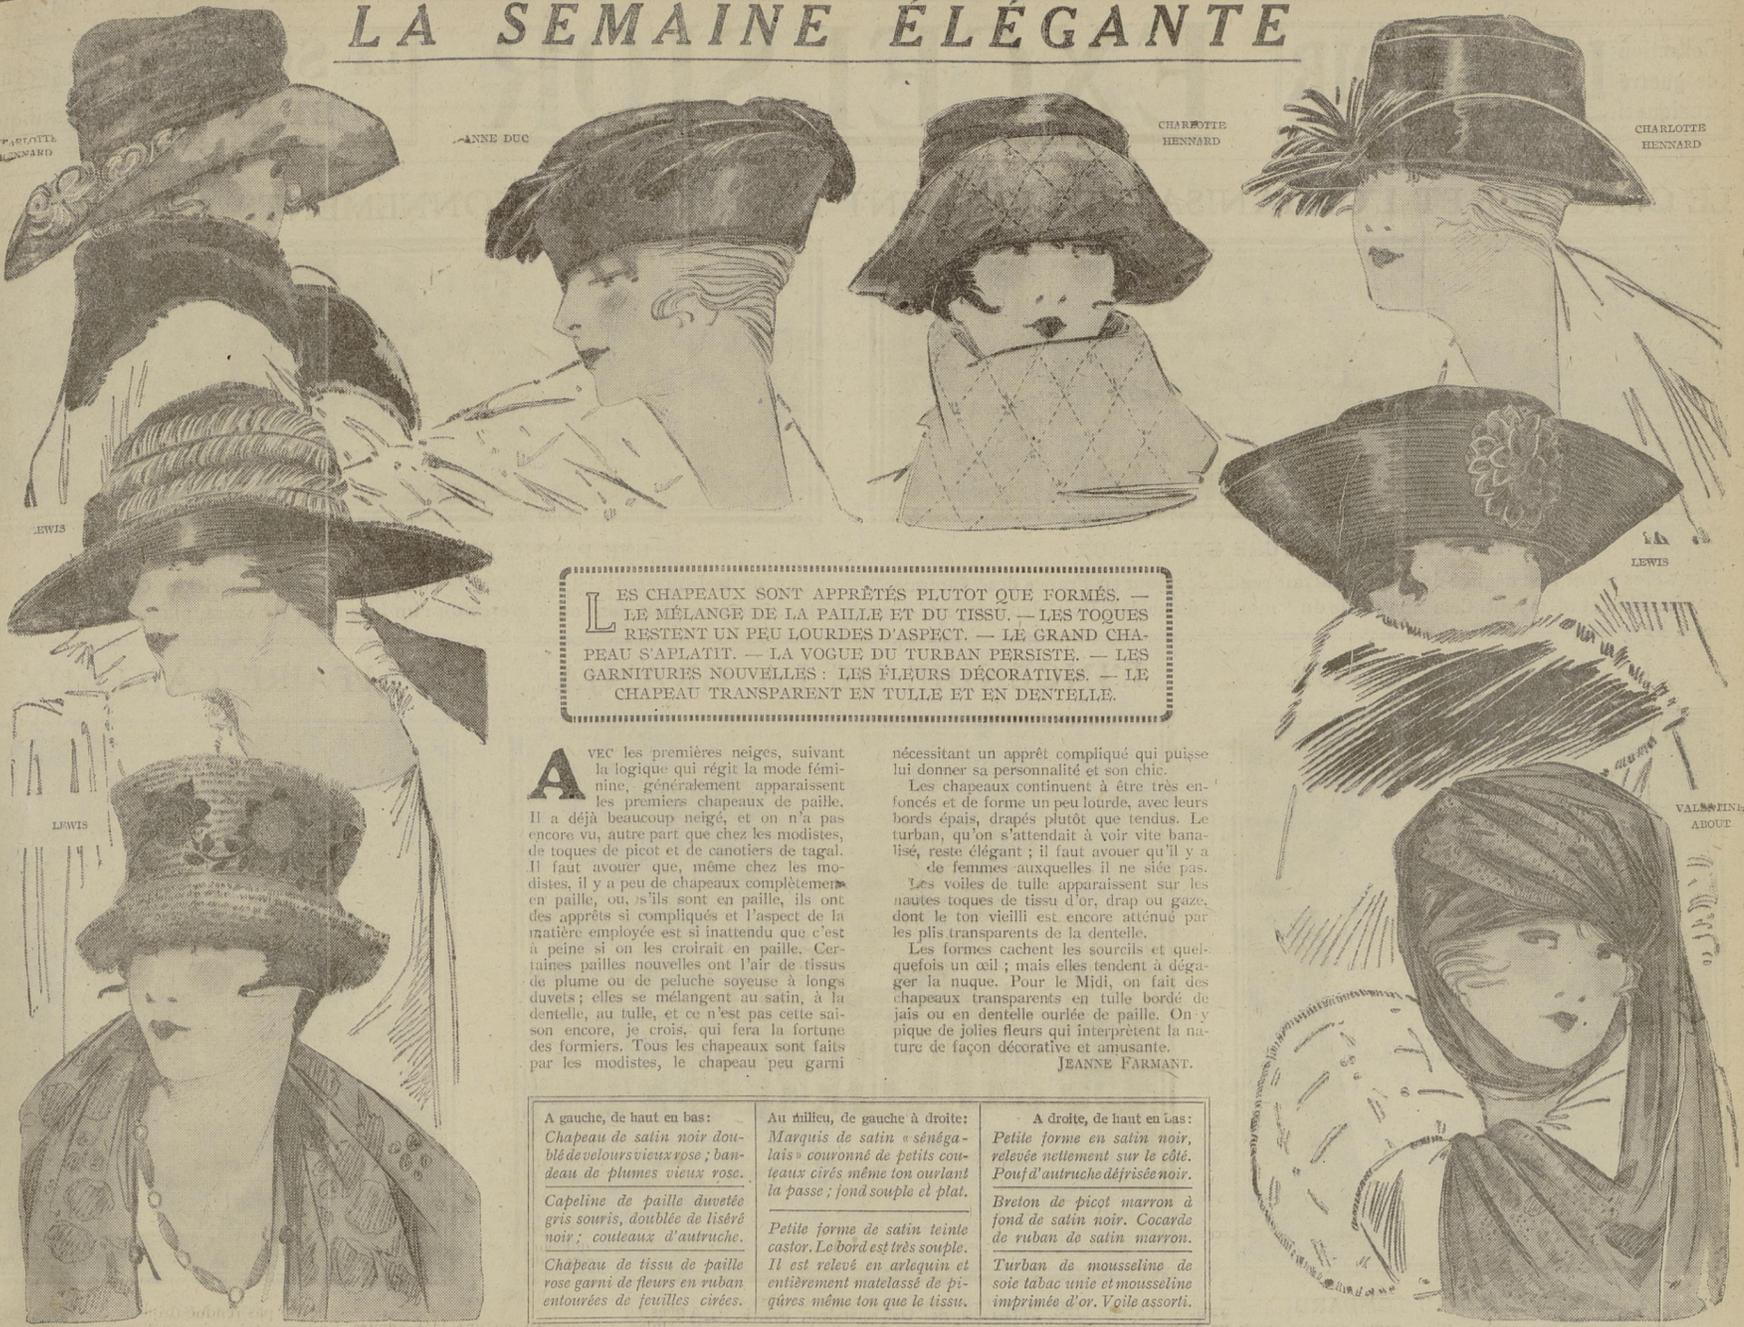 LA SEMAINE ÉLÉGANTE
CHARLOTTE
HENNARD
ANNE DUC
CHARLOTTE
HENNARD
CHARLOTTE
HENNARD
LEWIS
LEWIS
LEWIS
VALENTINE
ABOUT
LES CHAPEAUX SONT APPRÊTÉS PLUTOT QUE FORMÉS. —
LE MÉLANGE DE LA PAILLE ET DU TISSU. — LES TOQUES
RESTENT UN PEU LOURDES D'ASPECT. — LE GRAND CHA-
PEAU S'APLATIT. — LA VOGUE DU TURBAN PERSISTE. — LES
GARNITURES NOUVELLES : LES FLEURS DÉCORATIVES. — LE
CHAPEAU TRANSPARENT EN TULLE ET EN DENTELLE.
AVEC les premières neiges, suivant
la logique qui régit la mode fémi-
nine, généralement apparaissent
les premiers chapeaux de paille.
Il a déjà beaucoup neigé, et on n'a pas
encore vu, autre part que chez les modistes,
de toques de picot et de canotiers de tagal.
Il faut avouer que, même chez les mo-
distes, il y a peu de chapeaux complètement
en paille, ou, s'ils sont en paille, ils ont
des apprêts si compliqués et l'aspect de la
matière employée est si inattendu que c'est
à peine si on les croirait en paille. Cer-
taines pailles nouvelles ont l'air de tissus
de plume ou de peluche soyeuse à longs
duvets ; elles se mélangent au satin, à la
dentelle, au tulle, et ce n'est pas cette sai-
son encore, je crois, qui fera la fortune
des formiers. Tous les chapeaux sont faits
par les modistes, le chapeau peu garni
nécessitant un apprêt compliqué qui puisse
lui donner sa personnalité et son chic.
Les chapeaux continuent à être très en-
foncés et de forme un peu lourde, avec leurs
bords épais, drapés plutôt que tendus. Le
turban, qu'on s'attendait à voir vite bana-
lisé, reste élégant ; il faut avouer qu'il y a
de femmes auxquelles il ne siée pas.
Les voiles de tulle apparaissent sur les
hautes toques de tissu d'or, drap ou gaze,
dont le ton vieilli est encore atténué par
les plis transparents de la dentelle.
Les formes cachent les sourcils et quel-
quefois un œil ; mais elles tendent à déga-
ger la nuque. Pour le Midi, on fait des
chapeaux transparents en tulle bordé de
jais ou en dentelle ourlée de paille. On y
pique de jolies fleurs qui interprètent la na-
ture de façon décorative et amusante.
JEANNE FARMANT.
A gauche, de haut en bas :
Chapeau de satin noir dou-
blé de velours vieux rose ; ban-
deau de plumes vieux rose.
Capeline de paille duvetée
gris souris, doublée de liséré
noir ; couteaux d'autruche.
Chapeau de tissu de paille
rose garni de fleurs en ruban
entourées de feuilles cirées.
Au milieu, de gauche à droite :
Marquis de satin « sénéga-
lais » couronné de petits cou-
teaux cirés même ton ourlant
la passe ; fond souple et plat.
Petite forme de satin teinte
castor. Le bord est très souple.
Il est relevé en arlequin et
entièrement matelassé de pi-
qûres même ton que le tissu.
A droite, de haut en bas :
Petite forme en satin noir,
relevée nettement sur le côté.
Pouf d'autruche défrisée noir.
Breton de picot marron à
fond de satin noir. Cocarde
de ruban de satin marron.
Turban de mousseline de
soie tabac unie et mousseline
imprimée d'or. Voile assorti.